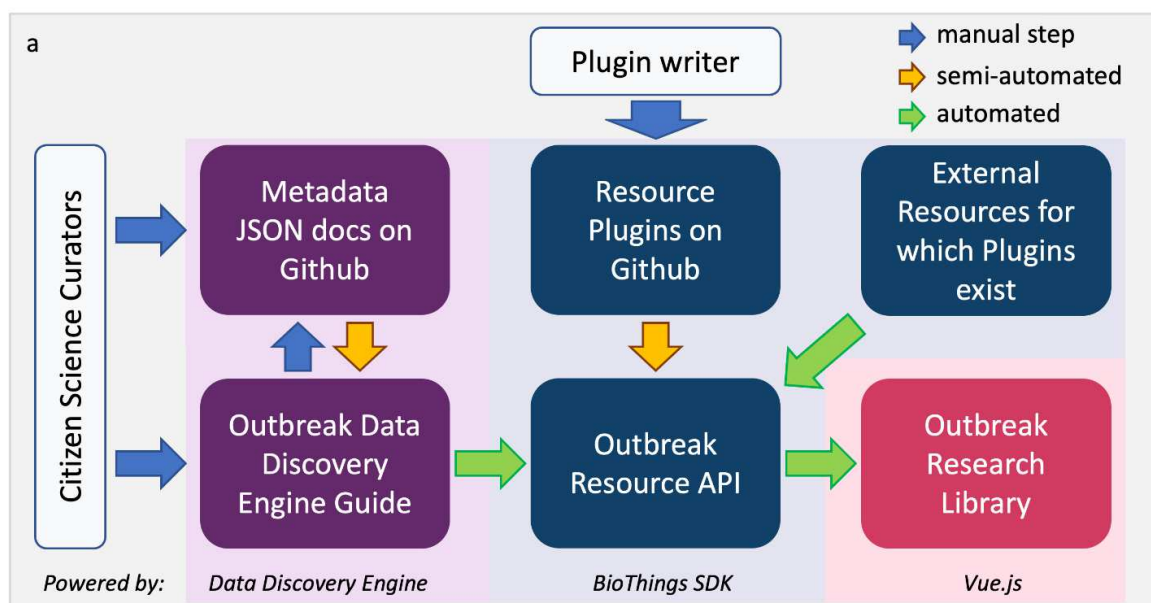 a
Plugin writer
manual step
semi-automated
automated
Citizen Science Curators
Metadata
JSON docs on
Github
Resource
Plugins on
Github
External
Resources for
which Plugins
exist
Outbreak Data
Discovery
Engine Guide
Outbreak
Resource API
Outbreak
Research
Library
Powered by:
Data Discovery Engine
BioThings SDK
Vue.js